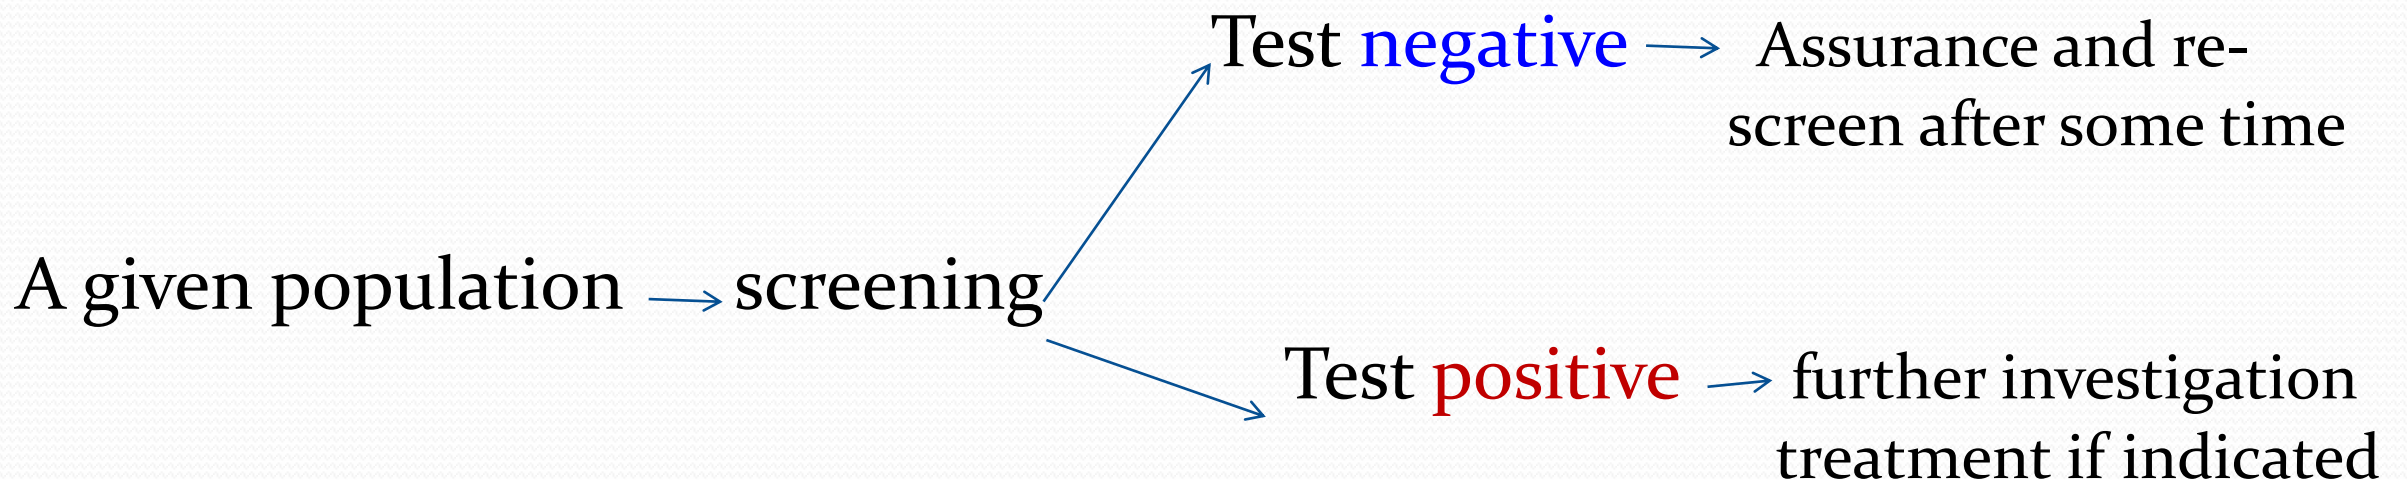 Test negative
Assurance and re-
screen after some time
A given population
screening
Test positive
further investigation
treatment if indicated